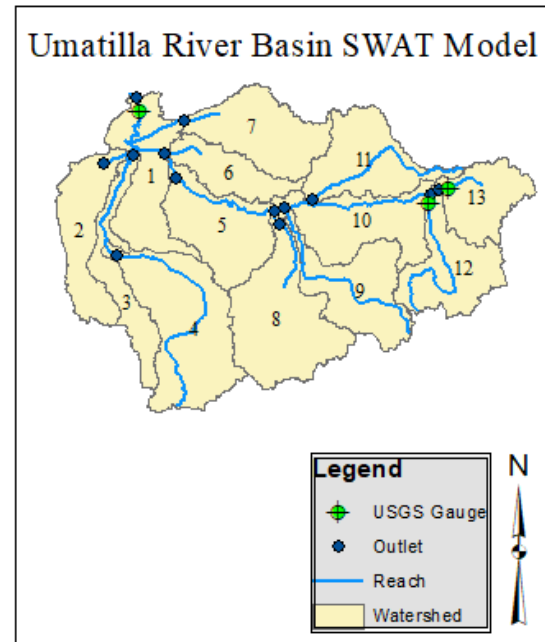 Umatilla River Basin SWAT Model
7
11
1
6
13
2
5
10
12
3
9
4
8
Legend
USGS Gauge
Outlet
Reach
Watershed
N